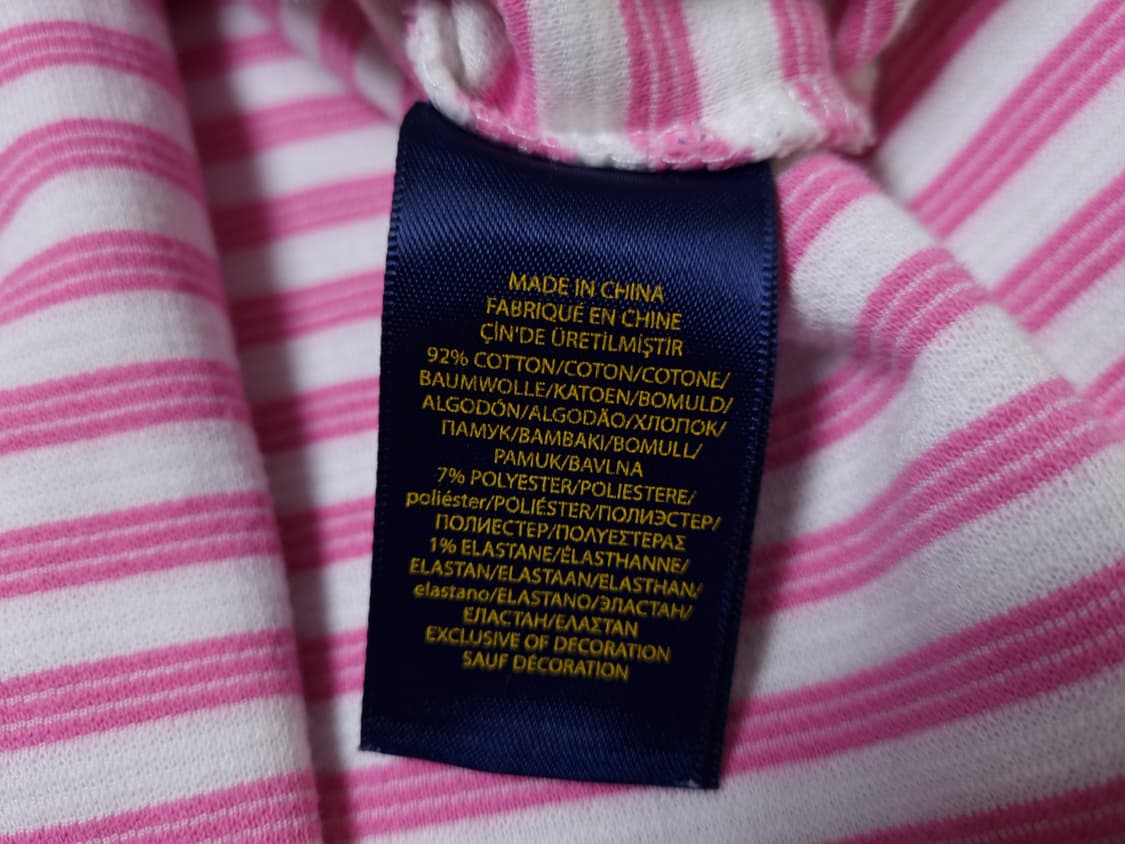 MADE IN CHINA
FABRIQUÉ EN CHINE
ÇİN'DE ÜRETİLMİŞTİR
92% COTTON/COTON/COTONE/
BAUMWOLLE/KATOEN/BOMULD/
ALGODÓN/ALGODÃO/ХЛОПОК/
ПАМУК/BAMBAKI/BOMULL/
PAMUK/BAVLNA
7% POLYESTER/POLIESTERE/
poliéster/POLIÉSTER/ПОЛИЭСТЕР/
ПОЛИЕСТЕР/ΠΟΛΥΕΣΤΕΡΑΣ
1% ELASTANE/ÉLASTHANNE/
ELASTAN/ELASTAAN/ELASTHAN/
elastano/ELASTANO/ЭЛАСТАН/
ЕЛАСТАН/ΕΛΑΣΤΑΝ
EXCLUSIVE OF DECORATION
SAUF DÉCORATION